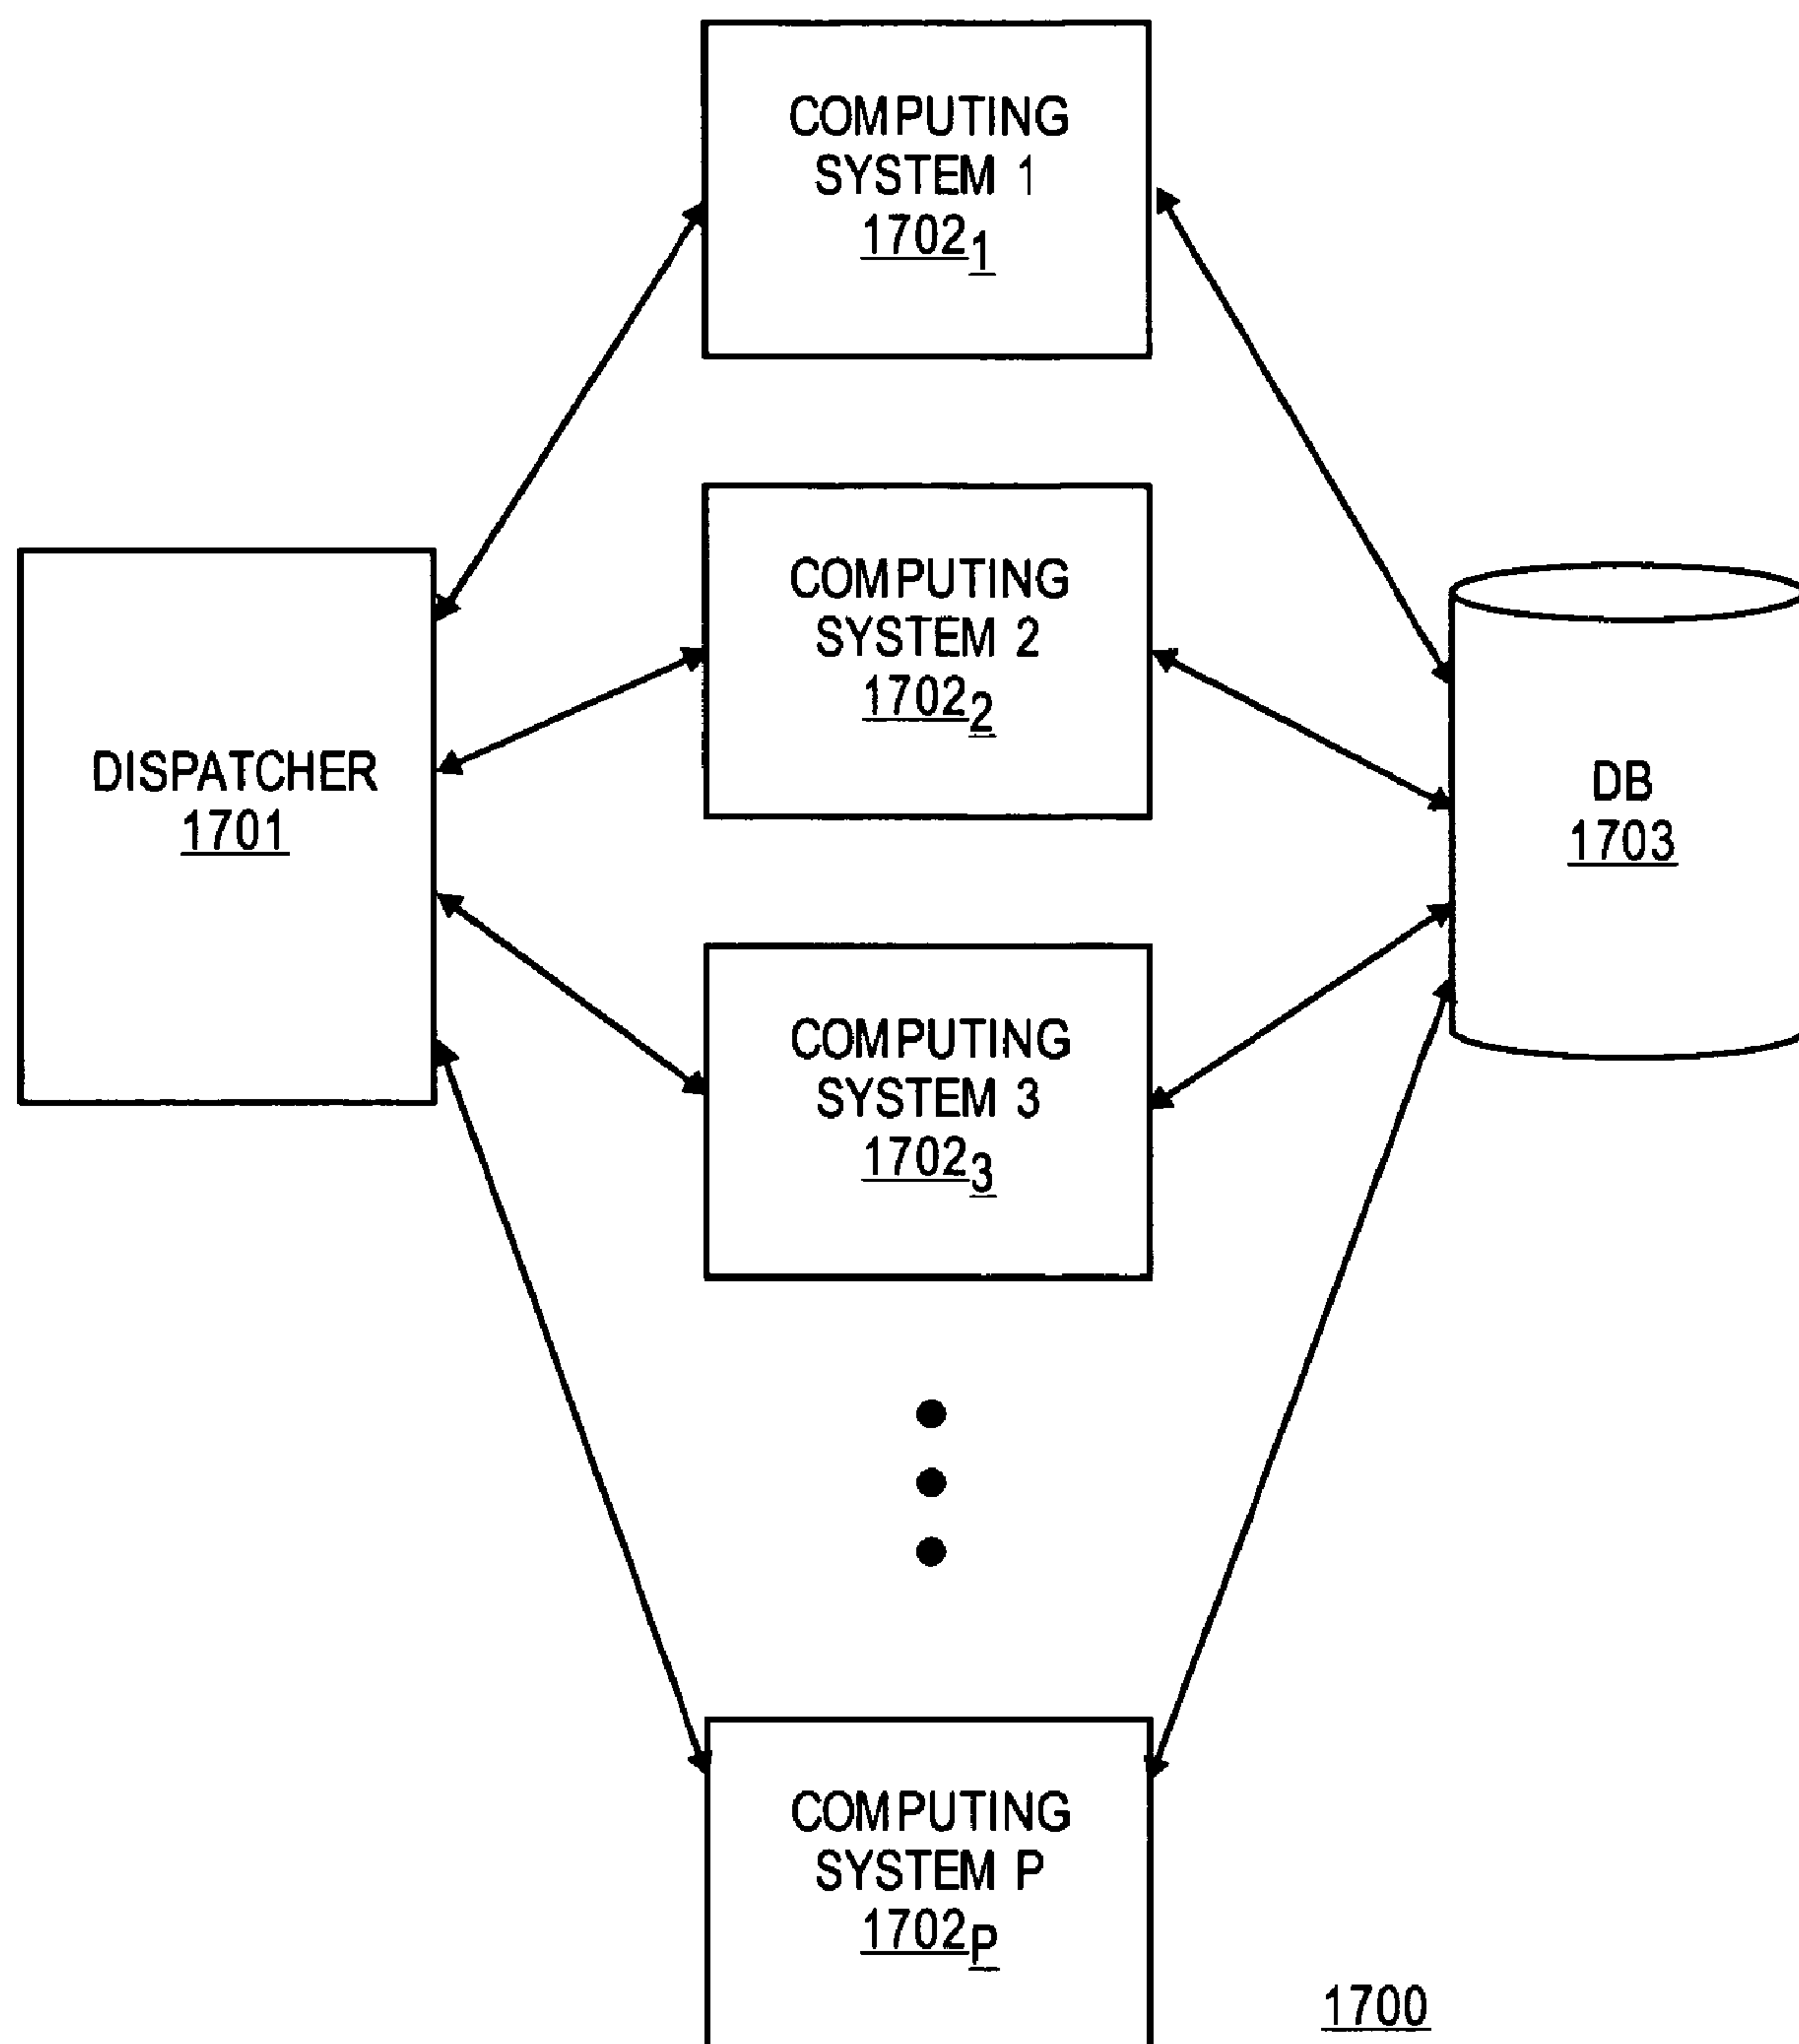 COMPUTING
SYSTEM 1
1702₁
COMPUTING
SYSTEM 2
1702₂
DISPATCHER
1701
DB
1703
COMPUTING
SYSTEM 3
1702₃
COMPUTING
SYSTEM P
1702P
1700